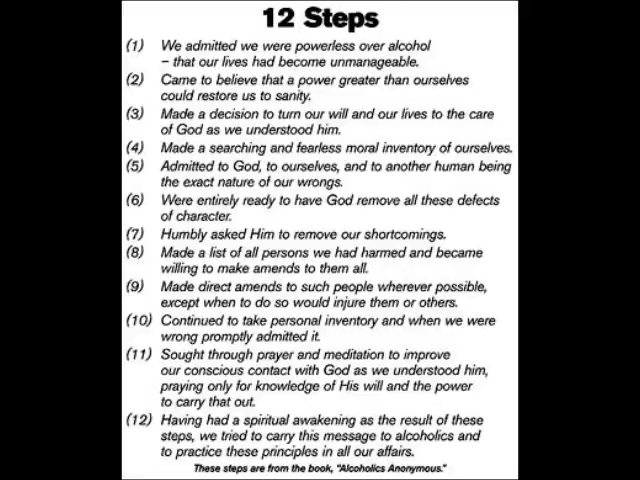 12 Steps
(1) We admitted we were powerless over alcohol
– that our lives had become unmanageable.
(2) Came to believe that a power greater than ourselves
could restore us to sanity.
(3) Made a decision to turn our will and our lives to the care
of God as we understood him.
(4) Made a searching and fearless moral inventory of ourselves.
(5) Admitted to God, to ourselves, and to another human being
the exact nature of our wrongs.
(6) Were entirely ready to have God remove all these defects
of character.
(7) Humbly asked Him to remove our shortcomings.
(8) Made a list of all persons we had harmed and became
willing to make amends to them all.
(9) Made direct amends to such people wherever possible,
except when to do so would injure them or others.
(10) Continued to take personal inventory and when we were
wrong promptly admitted it.
(11) Sought through prayer and meditation to improve
our conscious contact with God as we understood him,
praying only for knowledge of His will and the power
to carry that out.
(12) Having had a spiritual awakening as the result of these
steps, we tried to carry this message to alcoholics and
to practice these principles in all our affairs.
These steps are from the book, "Alcoholics Anonymous."